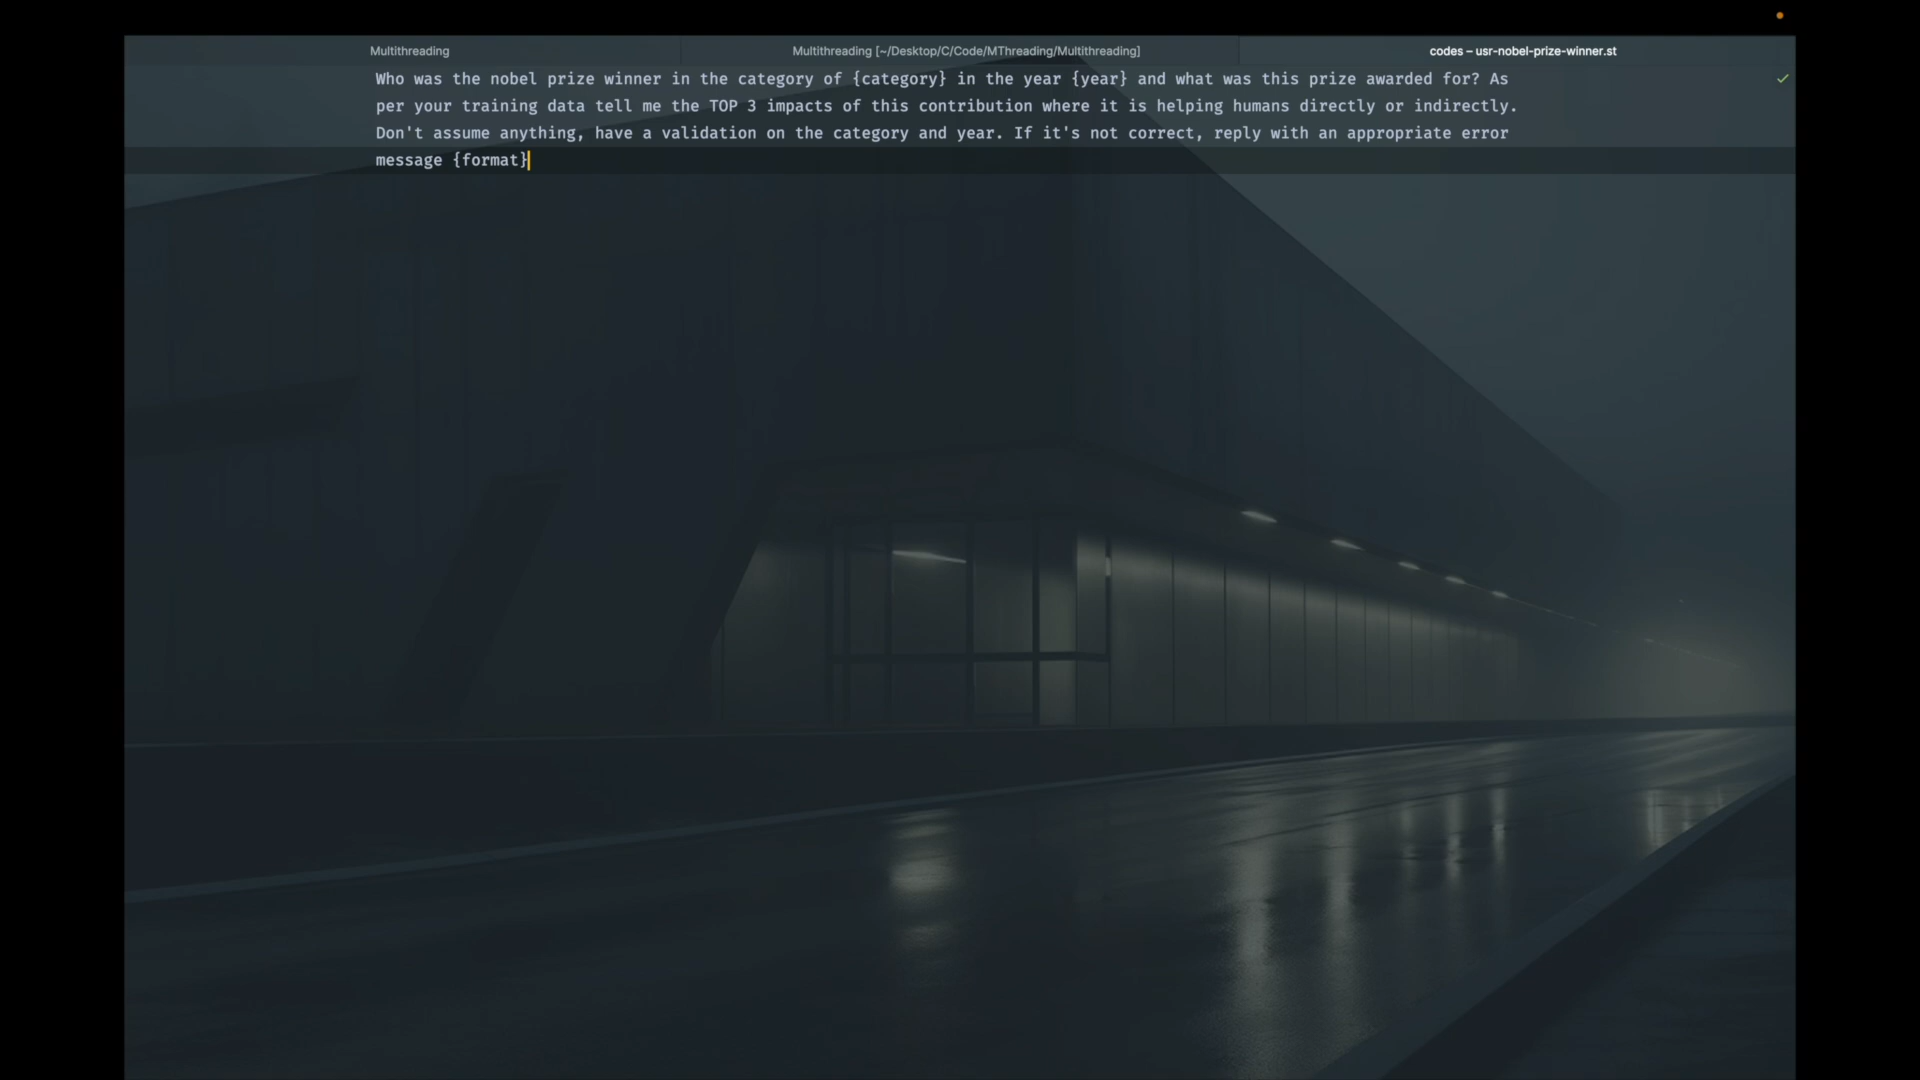 Multithreading
Multithreading [~/Desktop/C/Code/MThreading/Multithreading]
codes – usr-nobel-prize-winner.st
Who was the nobel prize winner in the category of {category} in the year {year} and what was this prize awarded for? As
per your training data tell me the TOP 3 impacts of this contribution where it is helping humans directly or indirectly.
Don't assume anything, have a validation on the category and year. If it's not correct, reply with an appropriate error
message {format}